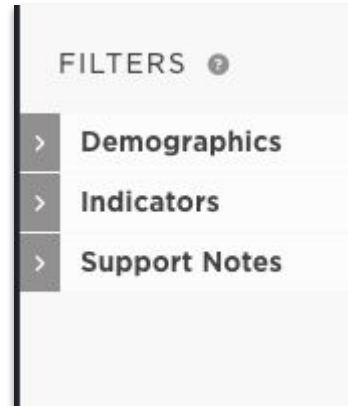 FILTERS ?
> Demographics
> Indicators
> Support Notes